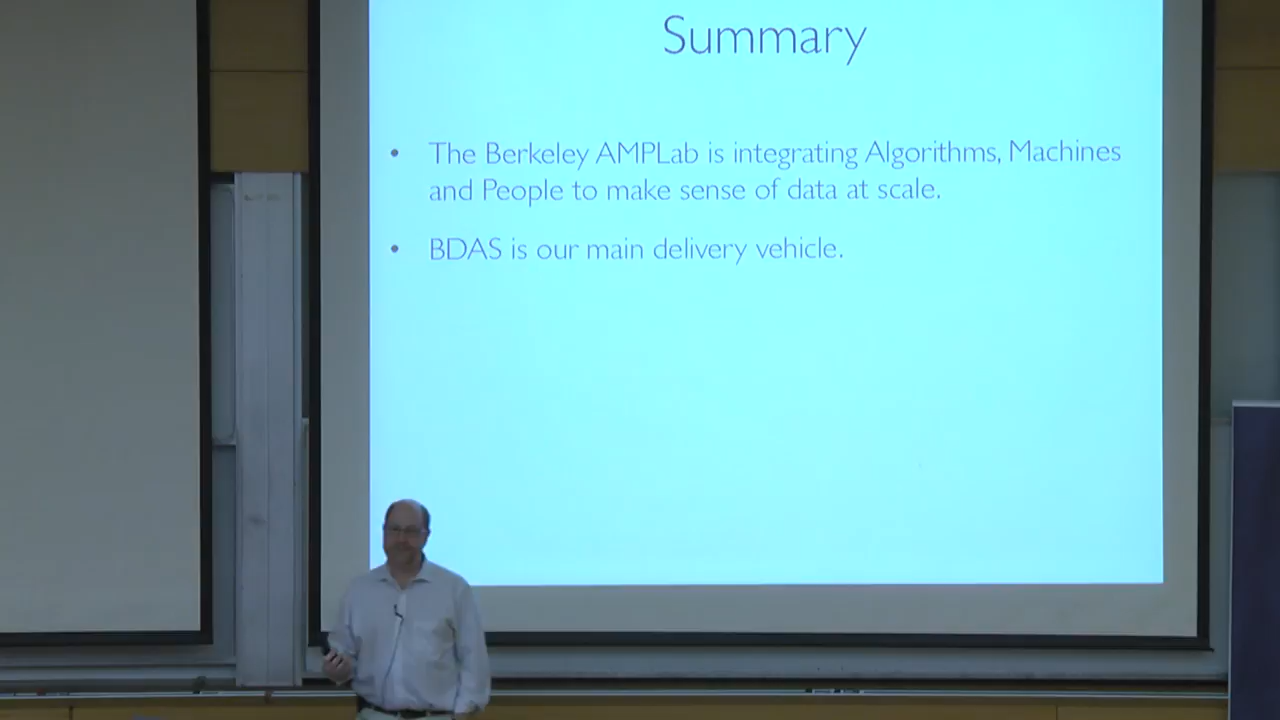 Summary
• The Berkeley AMPLab is integrating Algorithms, Machines
and People to make sense of data at scale.
• BDAS is our main delivery vehicle.